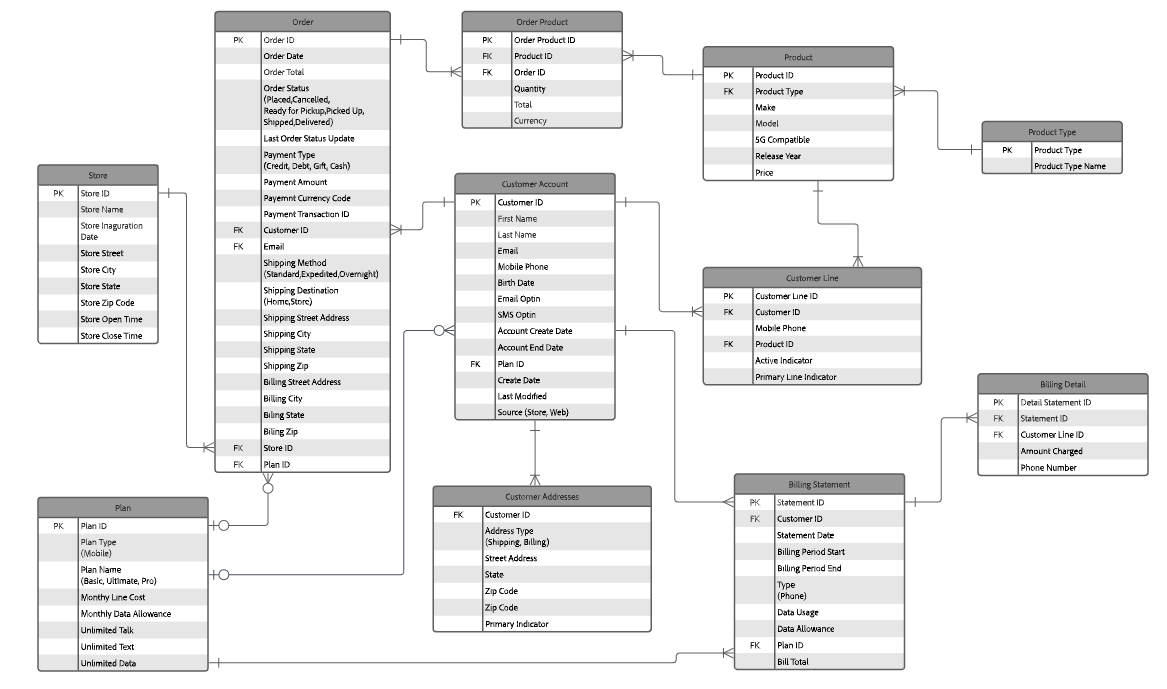 Order
PK Order ID
Order Date
Order Total
Order Status
(Placed,Cancelled,
Ready for Pickup,Picked Up,
Shipped,Delivered)
Last Order Status Update
Payment Type
(Credit, Debt, Gift, Cash)
Payment Amount
Payemnt Currency Code
Payment Transaction ID
FK Customer ID
FK Email
Shipping Method
(Standard,Expedited,Overnight)
Shipping Destination
(Home,Store)
Shipping Street Address
Shipping City
Shipping State
Shipping Zip
Billing Street Address
Billing City
Biling State
Biling Zip
FK Store ID
FK Plan ID
Order Product
PK Order Product ID
FK Product ID
FK Order ID
Quantity
Total
Currency
Product
PK Product ID
FK Product Type
Make
Model
5G Compatible
Release Year
Price
Product Type
PK Product Type
Product Type Name
Store
PK Store ID
Store Name
Store Inaguration
Date
Store Street
Store City
Store State
Store Zip Code
Store Open Time
Store Close Time
Customer Account
PK Customer ID
First Name
Last Name
Email
Mobile Phone
Birth Date
Email Optin
SMS Optin
Account Create Date
Account End Date
FK Plan ID
Create Date
Last Modified
Source (Store, Web)
Customer Line
PK Customer Line ID
FK Customer ID
Mobile Phone
FK Product ID
Active Indicator
Primary Line Indicator
Billing Detail
PK Detail Statement ID
FK Statement ID
FK Customer Line ID
Amount Charged
Phone Number
Plan
PK Plan ID
Plan Type
(Mobile)
Plan Name
(Basic, Ultimate, Pro)
Monthy Line Cost
Monthly Data Allowance
Unlimited Talk
Unlimited Text
Unlimited Data
Customer Addresses
FK Customer ID
Address Type
(Shipping, Billing)
Street Address
State
Zip Code
Zip Code
Primary Indicator
Billing Statement
PK Statement ID
FK Customer ID
Statement Date
Billing Period Start
Billing Period End
Type
(Phone)
Data Usage
Data Allowance
FK Plan ID
Bill Total